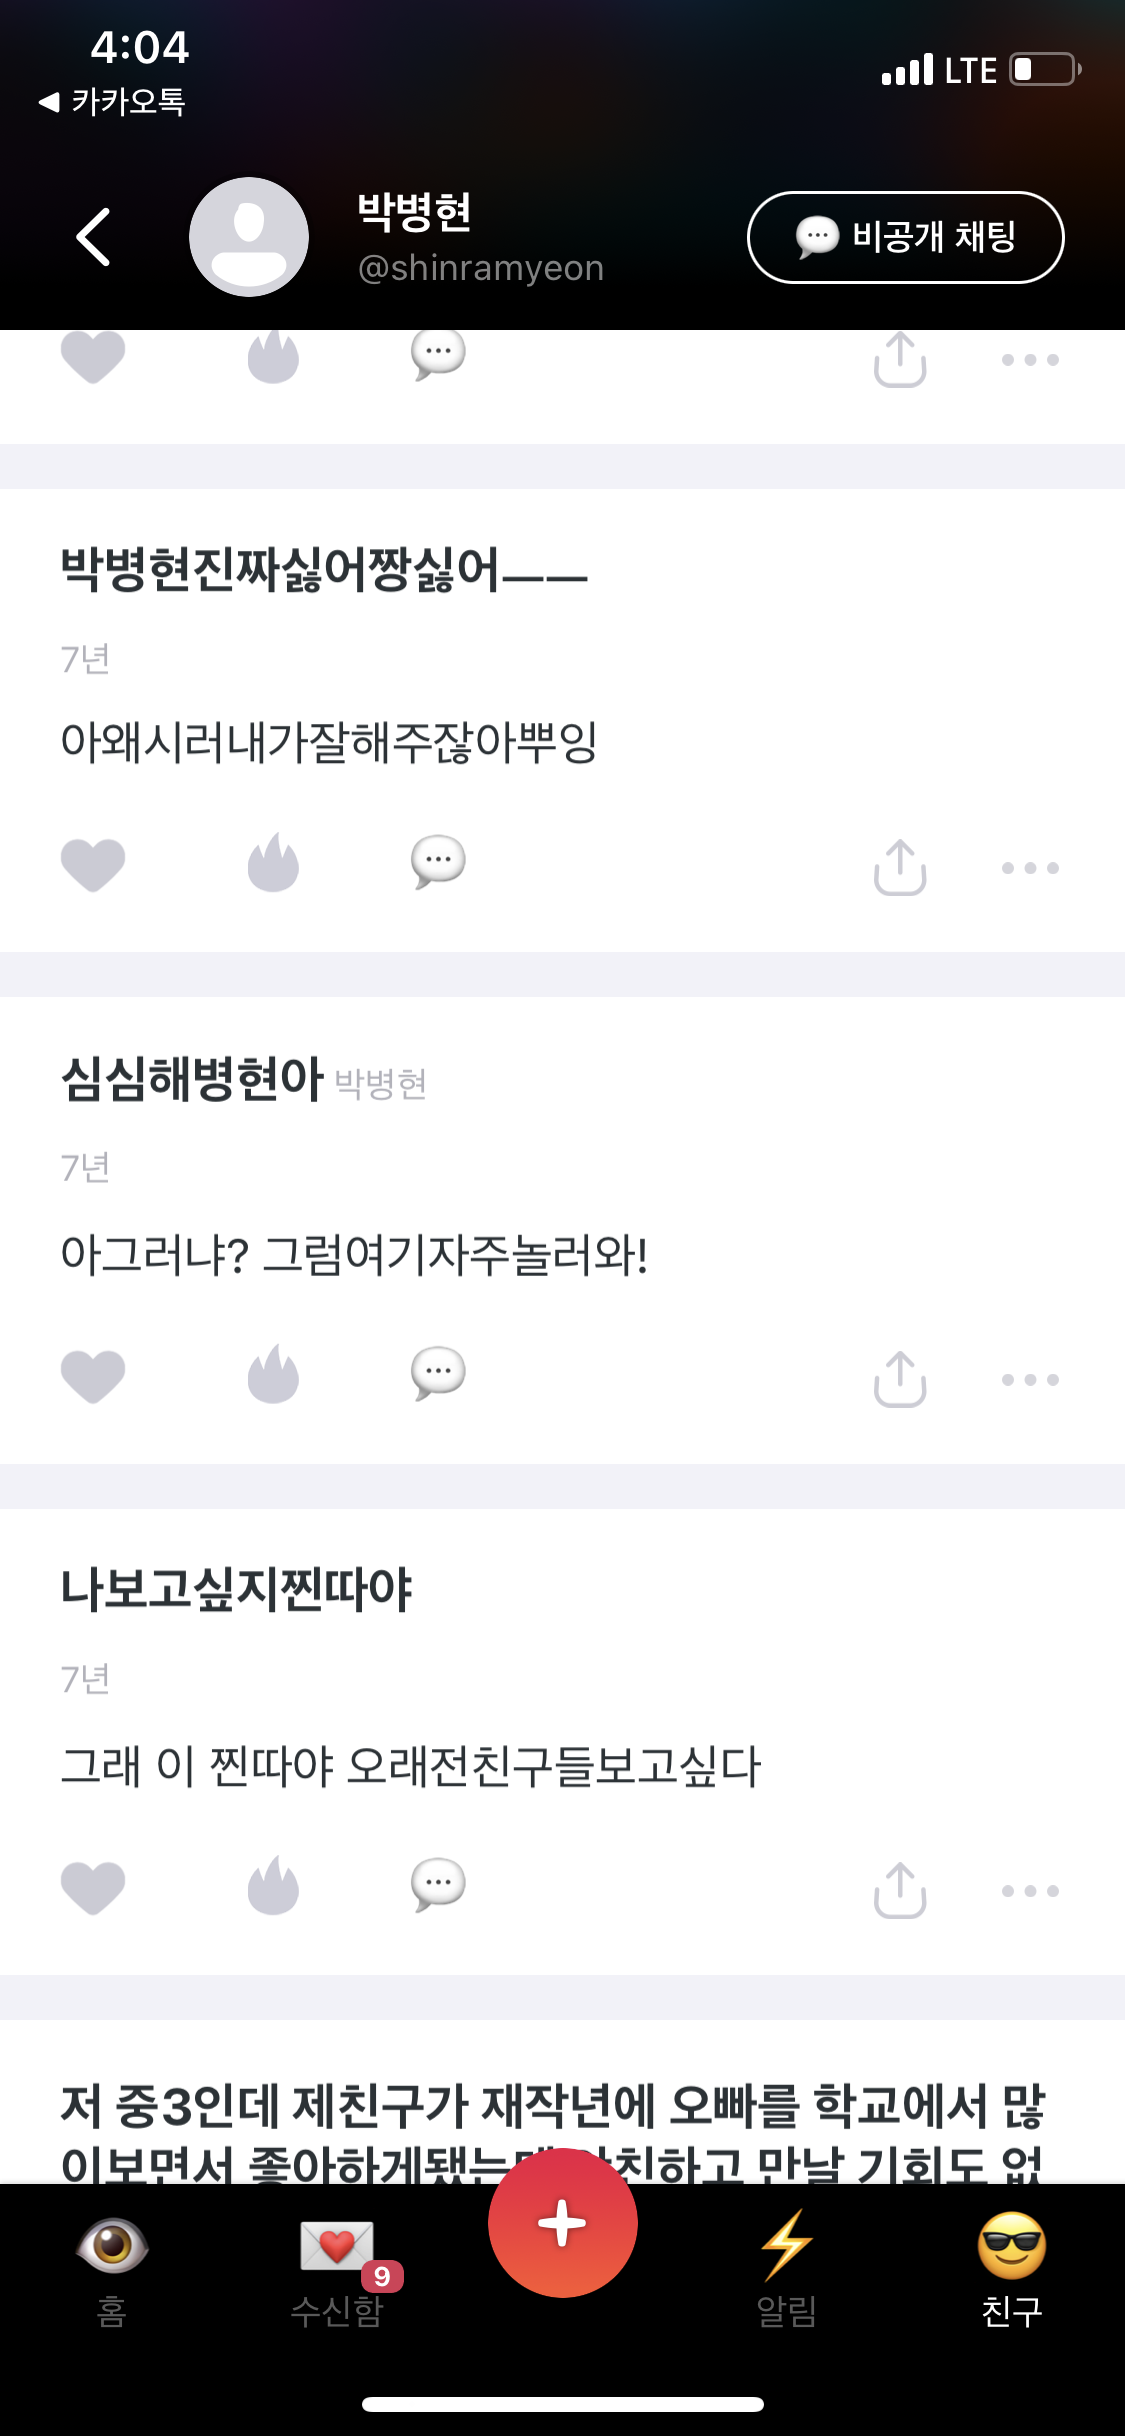 4:04
LTE
◀ 카카오톡
박병현
@shinramyeon
비공개 채팅
박병현진짜싫어짱싫어ㅡㅡ
7년
아왜시러내가잘해주잖아뿌잉
심심해병현아 박병현
7년
아그러냐? 그럼여기자주놀러와!
나보고싶지찐따야
7년
그래 이 찐따야 오래전친구들보고싶다
저 중3인데 제친구가 재작년에 오빠를 학교에서 많
이보면서 좋아하게됐는데 만날 기회도 없
홈
수신함
9
알림
친구